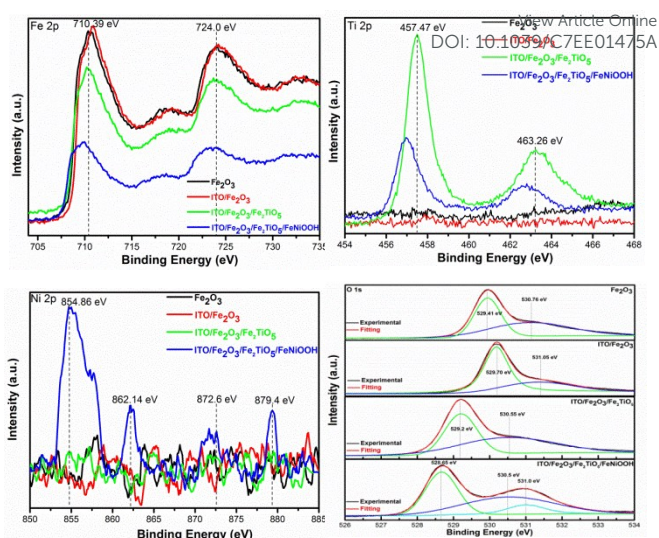 View Article Online
DOI: 10.1039/C7EE01475A
Fe 2p
710.39 eV
724.0 eV
Intensity (a.u.)
Fe₂O₃
ITO/Fe₂O₃
ITO/Fe₂O₃/Fe₂TiO₅
ITO/Fe₂O₃/Fe₂TiO₅/FeNiOOH
705 710 715 720 725 730 735
Binding Energy (eV)
Ti 2p
457.47 eV
463.26 eV
Intensity (a.u.)
Fe₂O₃
ITO/Fe₂O₃
ITO/Fe₂O₃/Fe₂TiO₅
ITO/Fe₂O₃/Fe₂TiO₅/FeNiOOH
454 456 458 460 462 464 466 468
Binding Energy (eV)
Ni 2p
854.86 eV
862.14 eV
872.6 eV
879.4 eV
Intensity (a.u.)
Fe₂O₃
ITO/Fe₂O₃
ITO/Fe₂O₃/Fe₂TiO₅
ITO/Fe₂O₃/Fe₂TiO₅/FeNiOOH
850 855 860 865 870 875 880 885
Binding Energy (eV)
O 1s
Intensity (a.u.)
Fe₂O₃
530.76 eV
529.41 eV
Experimental
Fitting
ITO/Fe₂O₃
531.05 eV
529.70 eV
Experimental
Fitting
ITO/Fe₂O₃/Fe₂TiO₅
530.55 eV
529.2 eV
Experimental
Fitting
ITO/Fe₂O₃/Fe₂TiO₅/FeNiOOH
530.5 eV
531.0 eV
Experimental
Fitting
526 527 528 529 530 531 532 533 534
Binding Energy (eV)